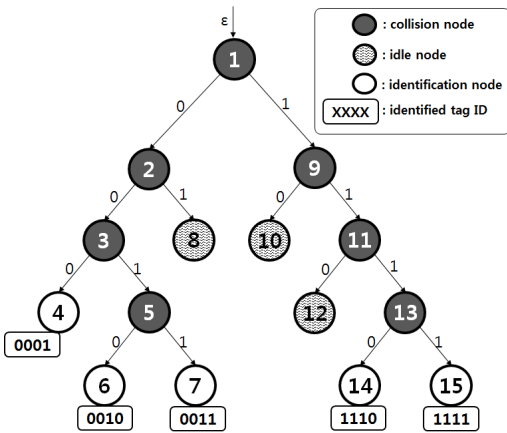 ε
: collision node
: idle node
: identification node
XXXX : identified tag ID
1
0 1
2 9
0 1 0 1
3 8 10 11
0 1 0 1
4 5 12 13
0001
0 1 0 1
6 7 14 15
0010 0011 1110 1111